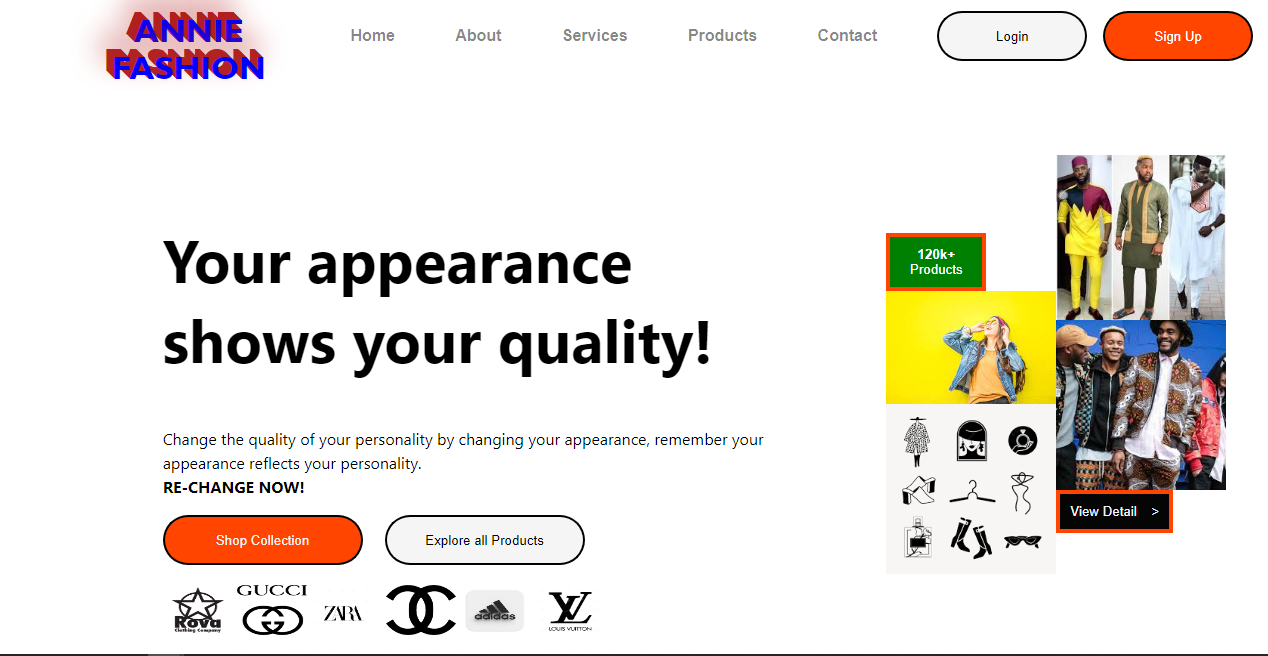 ANNIE
FASHION
Home
About
Services
Products
Contact
Login
Sign Up
Your appearance
shows your quality!
Change the quality of your personality by changing your appearance, remember your
appearance reflects your personality.
RE-CHANGE NOW!
Shop Collection
Explore all Products
Rova
Clothing Company
GUCCI
ZARA
adidas
LV
LOUIS VUITTON
120k+
Products
View Detail >